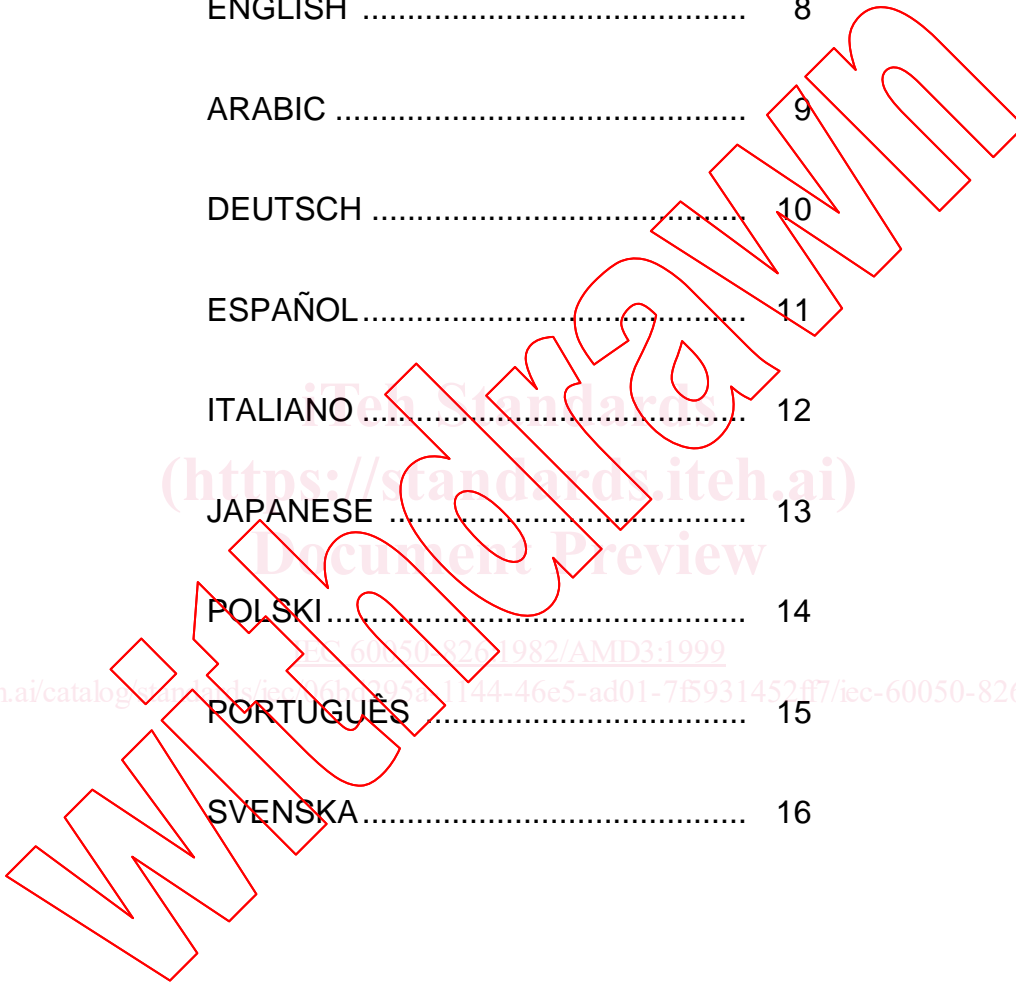 ENGLISH ........................................... 8
ARABIC .............................................. 9
DEUTSCH .......................................... 10
ESPAÑOL ........................................... 11
iTeh Standards
ITALIANO ........................................... 12
(https://standards.iteh.ai)
JAPANESE ........................................ 13
Document Preview
POLSKI ............................................... 14
IEC 60050-826:1982/AMD3:1999
PORTUGUÊS .................................... 15
SVENSKA ........................................... 16
withdrawn